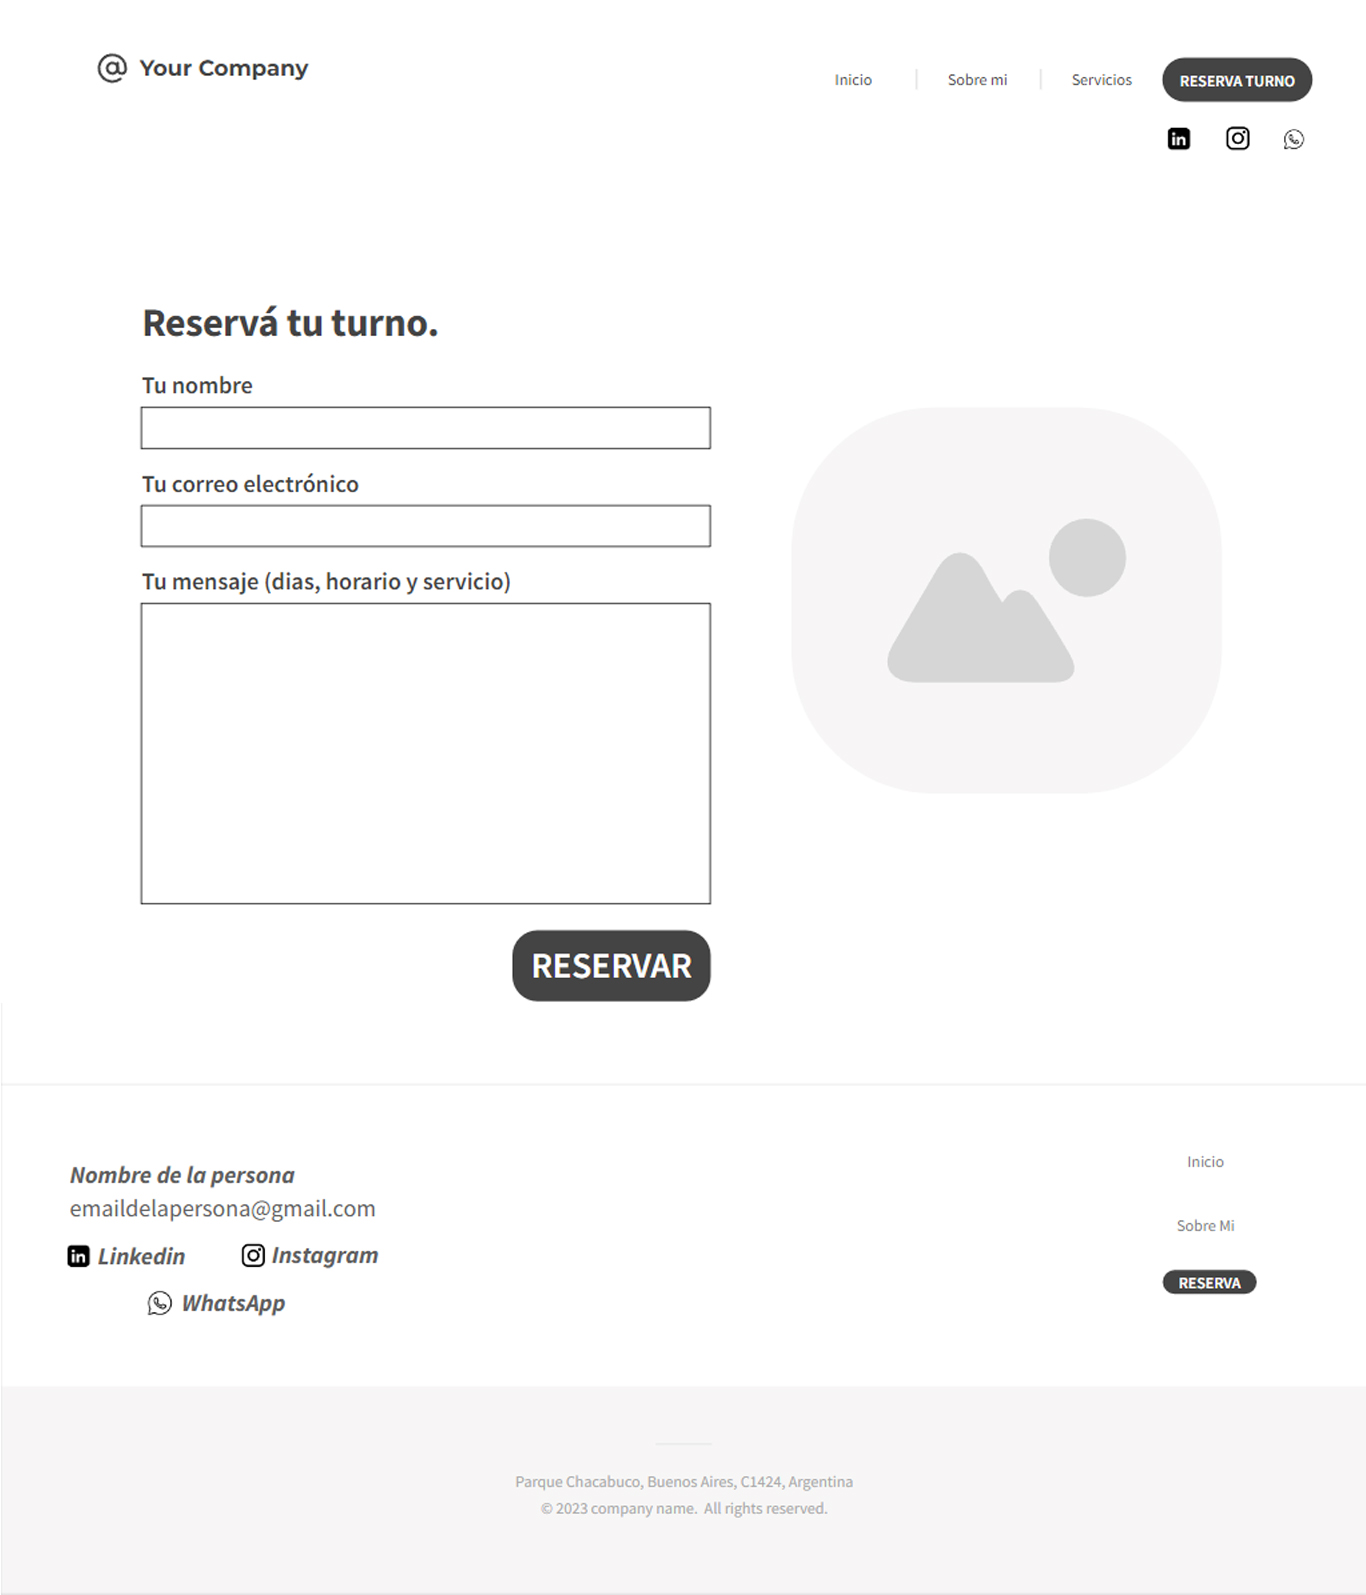 @ Your Company
Inicio
Sobre mi
Servicios
RESERVA TURNO
Reservá tu turno.
Tu nombre
Tu correo electrónico
Tu mensaje (dias, horario y servicio)
RESERVAR
Nombre de la persona
emaildelapersona@gmail.com
in Linkedin
Instagram
WhatsApp
Inicio
Sobre Mi
RESERVA
Parque Chacabuco, Buenos Aires, C1424, Argentina
© 2023 company name.  All rights reserved.